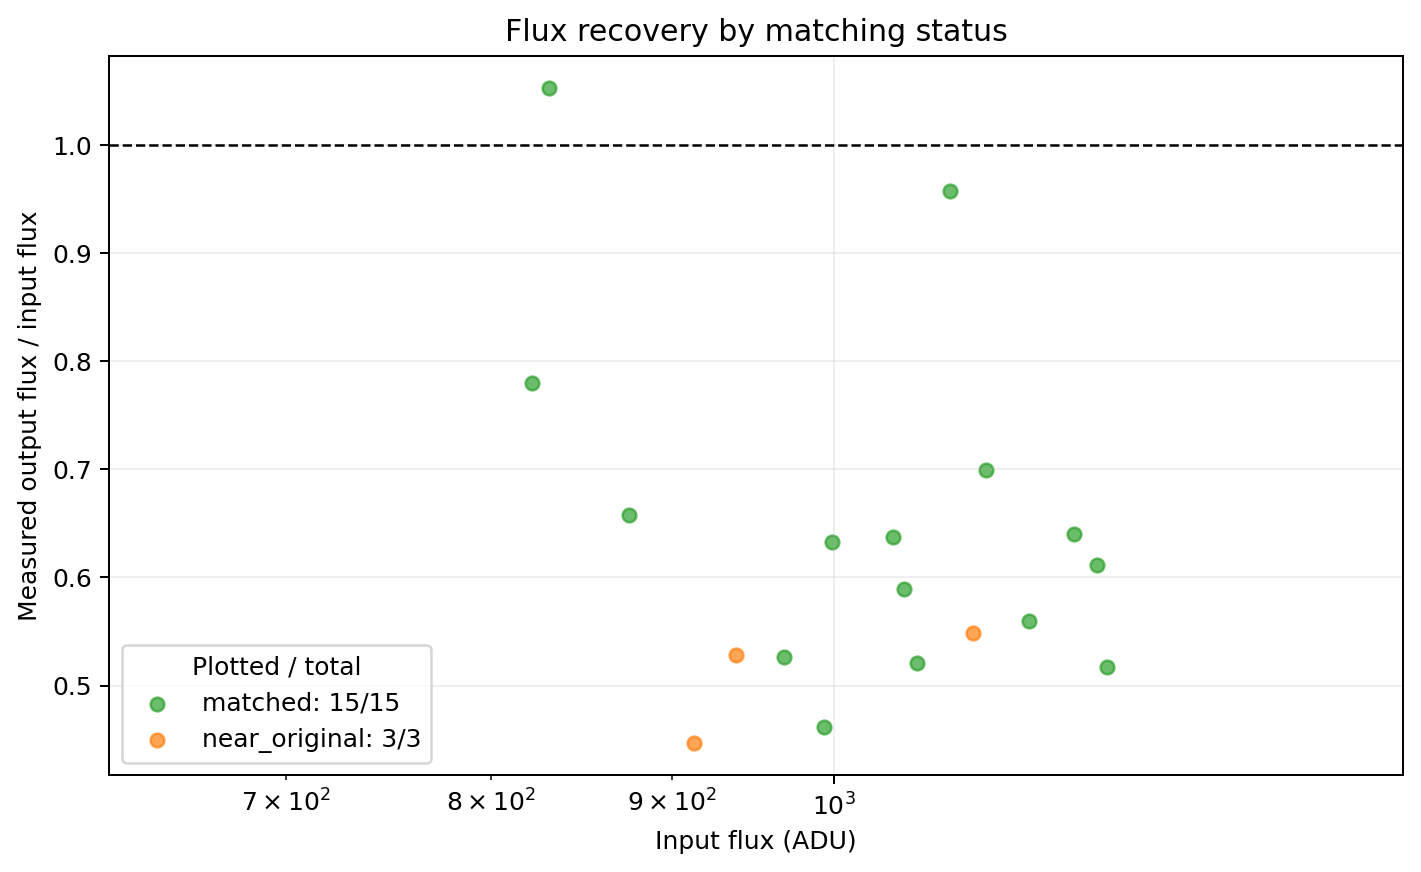 Flux recovery by matching status
Measured output flux / input flux
1.0
0.9
0.8
0.7
0.6
0.5
Plotted / total
matched: 15/15
near_original: 3/3
7 × 10² 8 × 10² 9 × 10² 10³
Input flux (ADU)